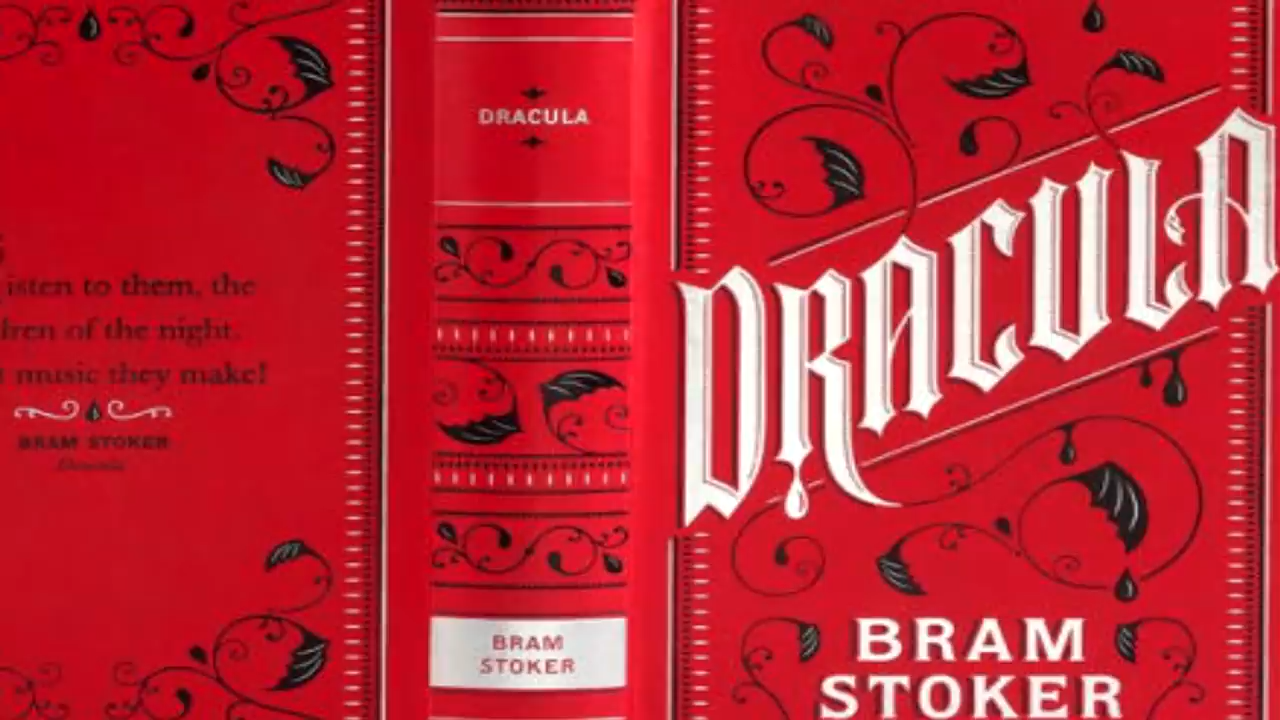 isten to them, the
dren of the night.
music they make!
BRAM STOKER
Dracula
DRACULA
BRAM
STOKER
DRACULA
BRAM
STOKER